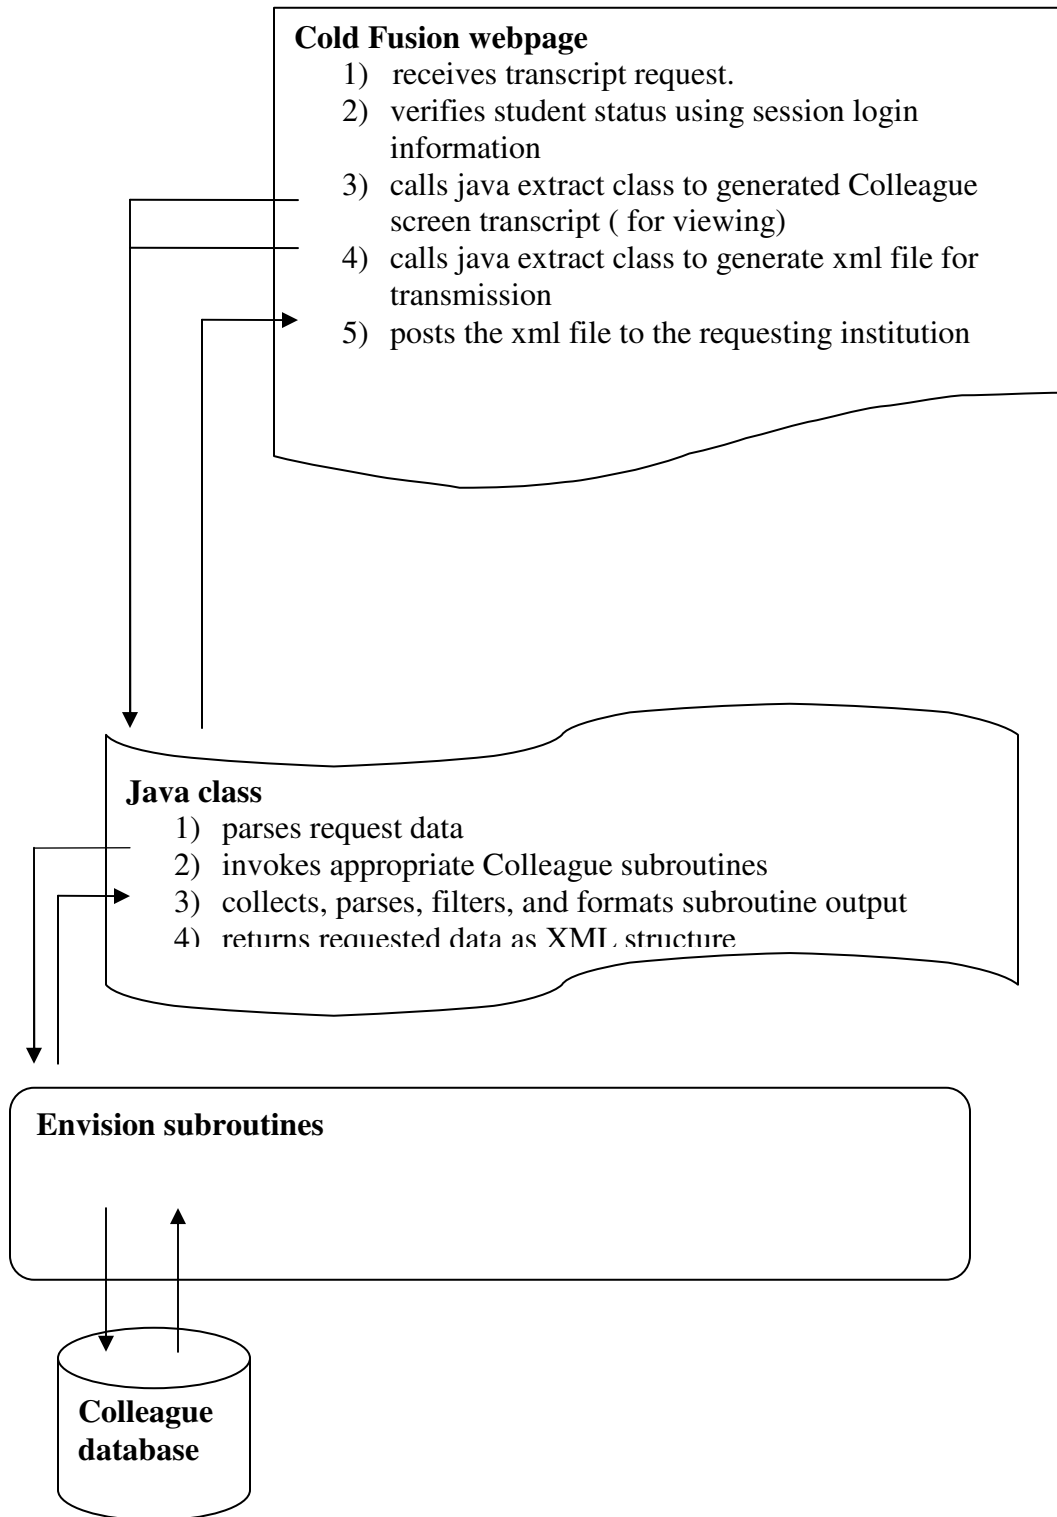 Cold Fusion webpage
1) receives transcript request.
2) verifies student status using session login
information
3) calls java extract class to generated Colleague
screen transcript ( for viewing)
4) calls java extract class to generate xml file for
transmission
5) posts the xml file to the requesting institution
Java class
1) parses request data
2) invokes appropriate Colleague subroutines
3) collects, parses, filters, and formats subroutine output
4) returns requested data as XML structure
Envision subroutines
Colleague
database